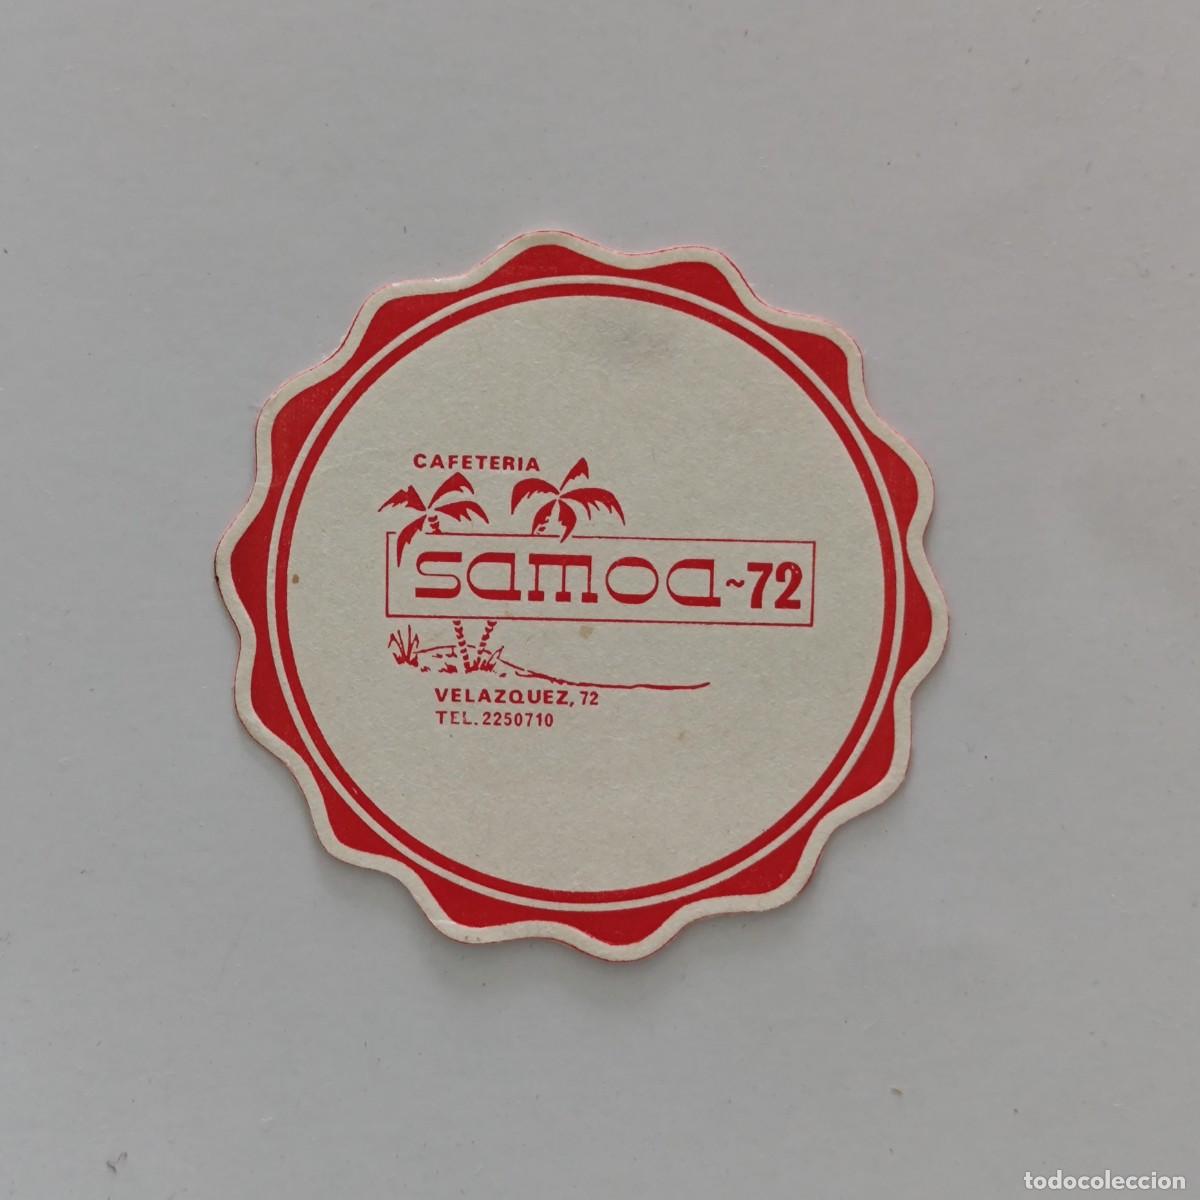 CAFETERIA
samoa ~72
VELAZQUEZ, 72
TEL. 2250710
todocoleccion